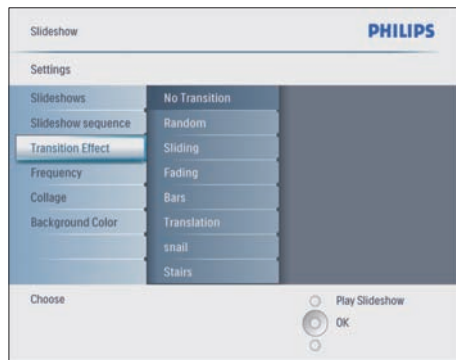 Slideshow PHILIPS
Settings
Slideshows No Transition
Slideshow sequence Random
Transition Effect Sliding
Frequency Fading
Collage Bars
Background Color Translation
snail
Stairs
Choose Play Slideshow
OK